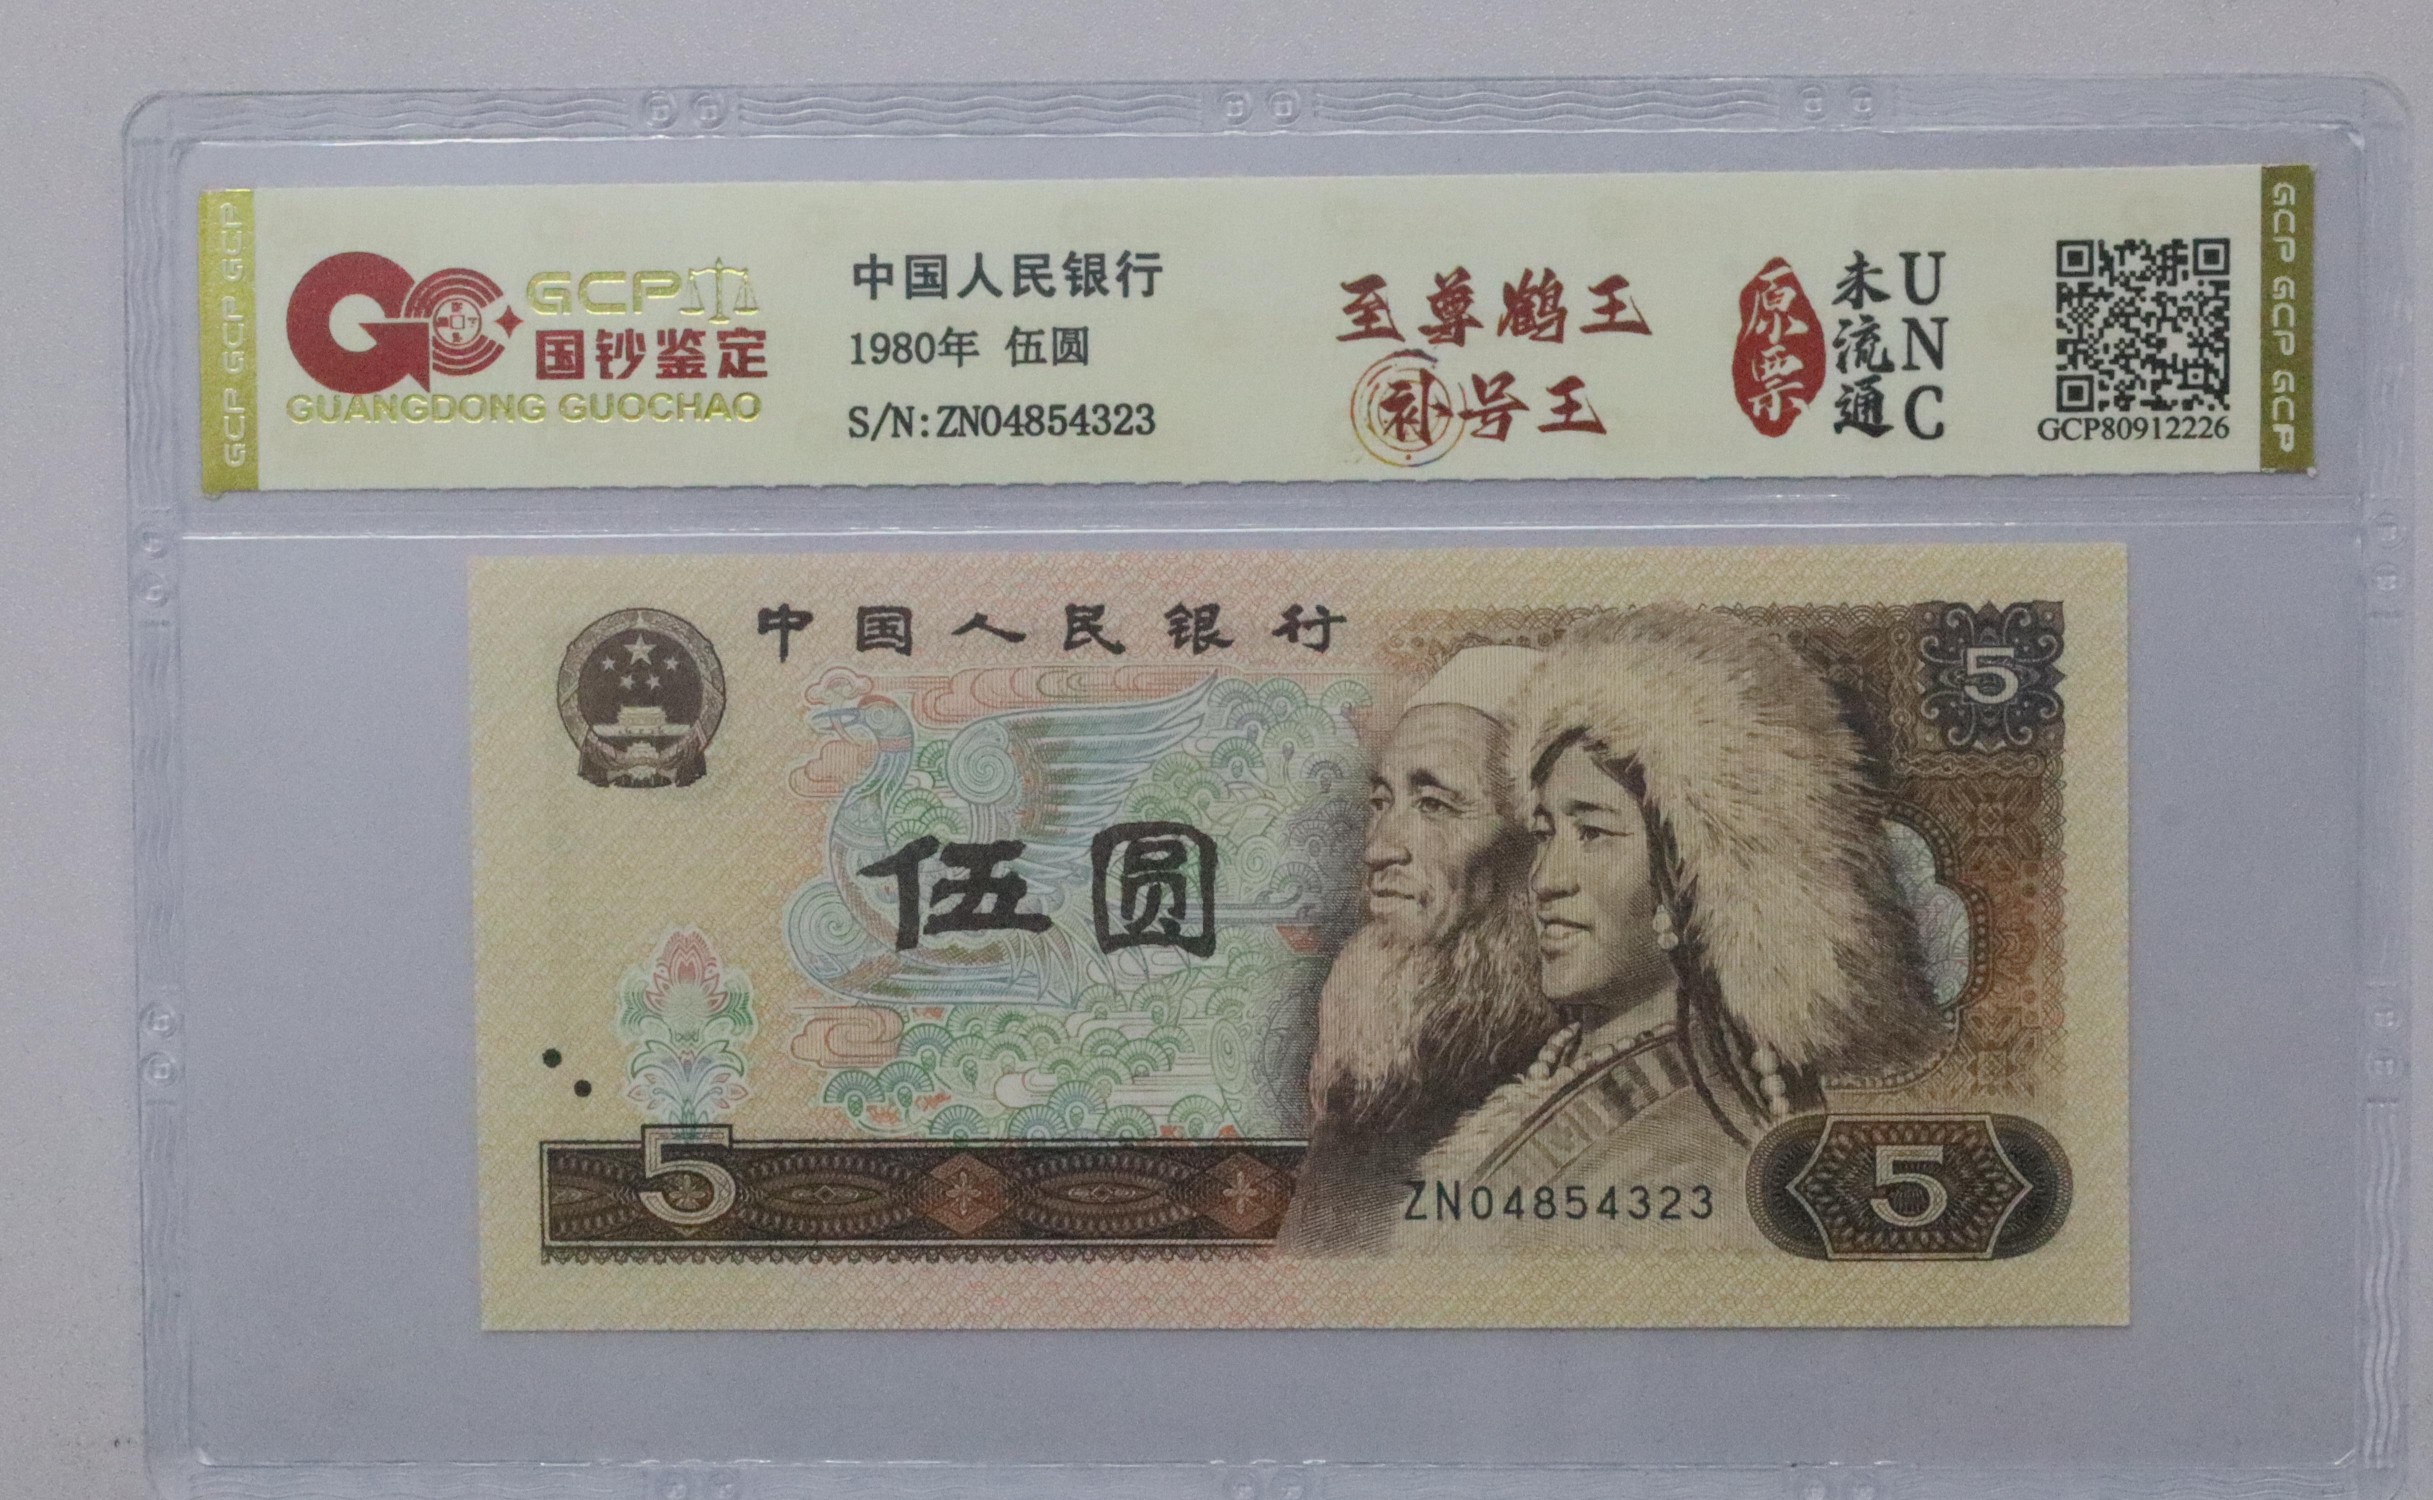 GCP GCP GCP
GCP
国钞鉴定
GUANGDONG GUOCHAO
中国人民银行
1980年 伍圆
S/N:ZN04854323
至尊鹤王
补号王
原票
未流通
UNC
GCP80912226
GCP GCP GCP
中国人民银行
5
伍圆
5
ZN04854323
5